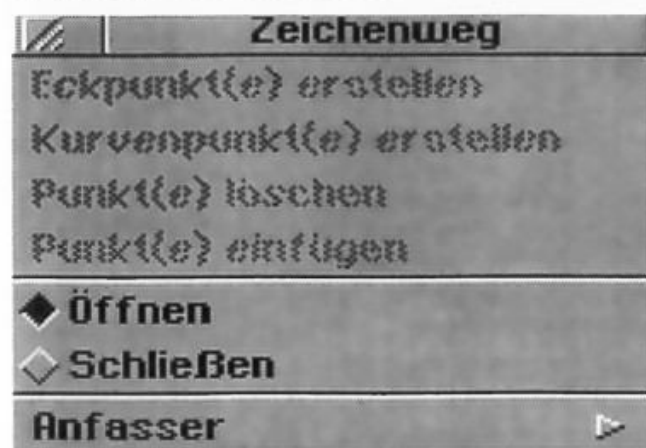 Zeichenweg
Eckpunkt(e) erstellen
Kurvenpunkt(e) erstellen
Punkt(e) löschen
Punkt(e) einfügen
Öffnen
Schließen
Anfasser